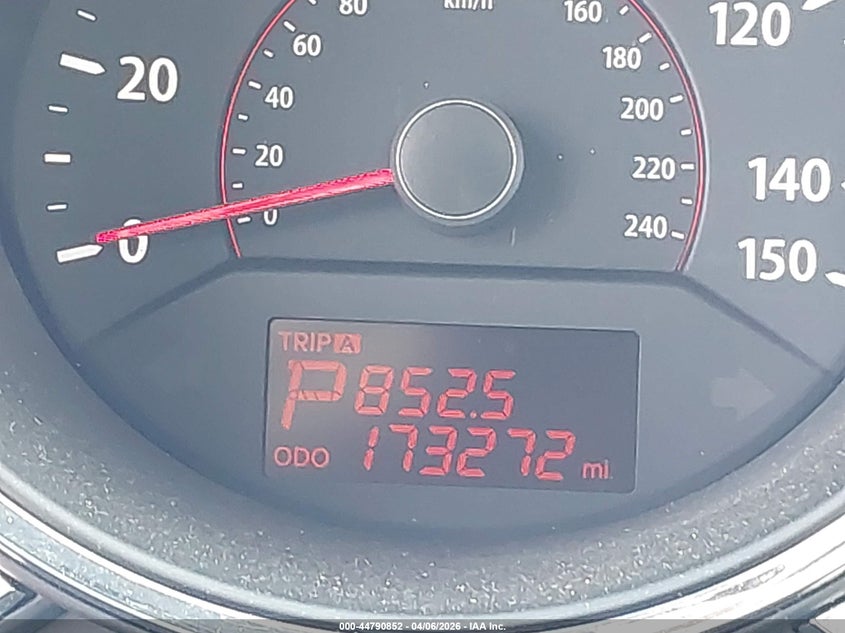 80 km/h 160
60 180 120
20 40 200
20 220 140
0 0 240 150
TRIP A
P 852.5
ODO 173272 mi
000-44790852 - 04/06/2026 - IAA Inc.